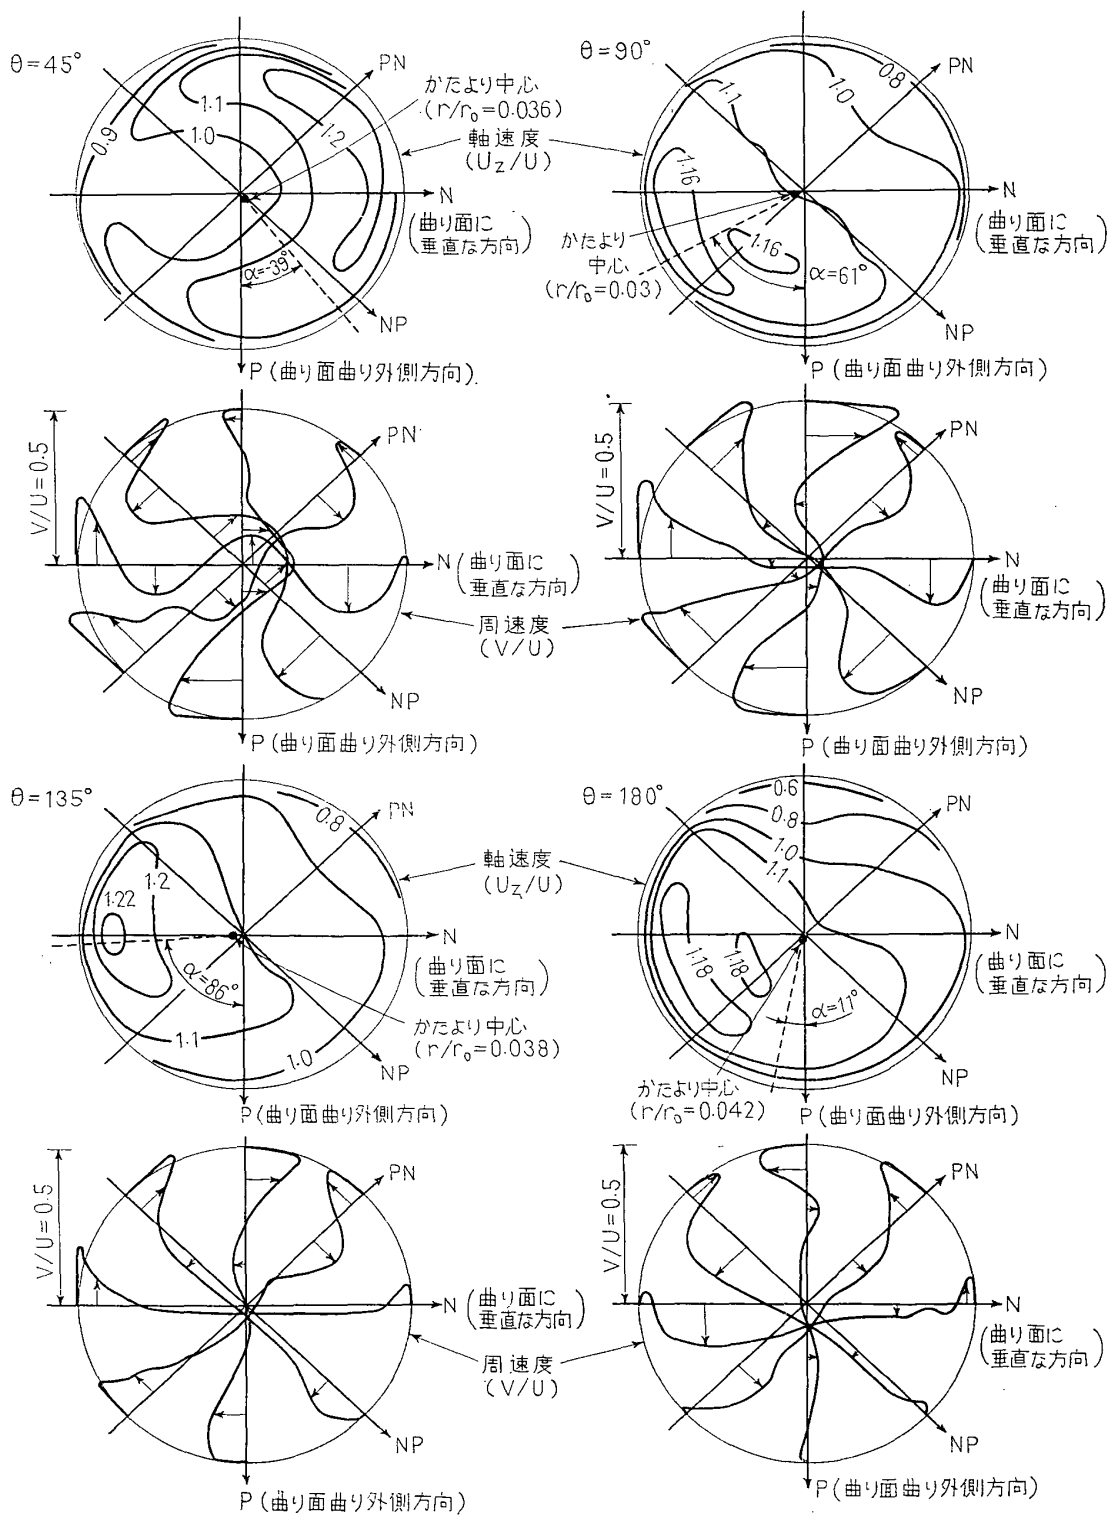 θ=45°
PN
かたより中心
(r/r₀=0.036)
軸速度
(Uz/U)
0.9
1.1
1.0
1.2
N
(曲り面に
垂直な方向)
α=-39°
NP
P (曲り面曲り外側方向)
θ=90°
PN
0.8
1.0
1.1
1.16
1.16
N
(曲り面に
垂直な方向)
かたより
中心
(r/r₀=0.03)
α=61°
NP
P (曲り面曲り外側方向)
V/U=0.5
PN
N (曲り面に
垂直な方向)
周速度
(V/U)
NP
P (曲り面曲り外側方向)
V/U=0.5
PN
N
(曲り面に
垂直な方向)
NP
P (曲り面曲り外側方向)
θ=135°
PN
0.8
軸速度
(Uz/U)
1.2
1.22
N
(曲り面に
垂直な方向)
α=86°
かたより中心
(r/r₀=0.038)
1.1
1.0
NP
P (曲り面曲り外側方向)
θ=180°
0.6
0.8
1.0
1.1
PN
N
(曲り面に
垂直な方向)
1.18
1.18
α=11°
かたより中心
(r/r₀=0.042)
NP
P (曲り面曲り外側方向)
V/U=0.5
PN
N (曲り面に
垂直な方向)
周速度
(V/U)
NP
P (曲り面曲り外側方向)
V/U=0.5
PN
N
(曲り面に
垂直な方向)
NP
P (曲り面曲り外側方向)